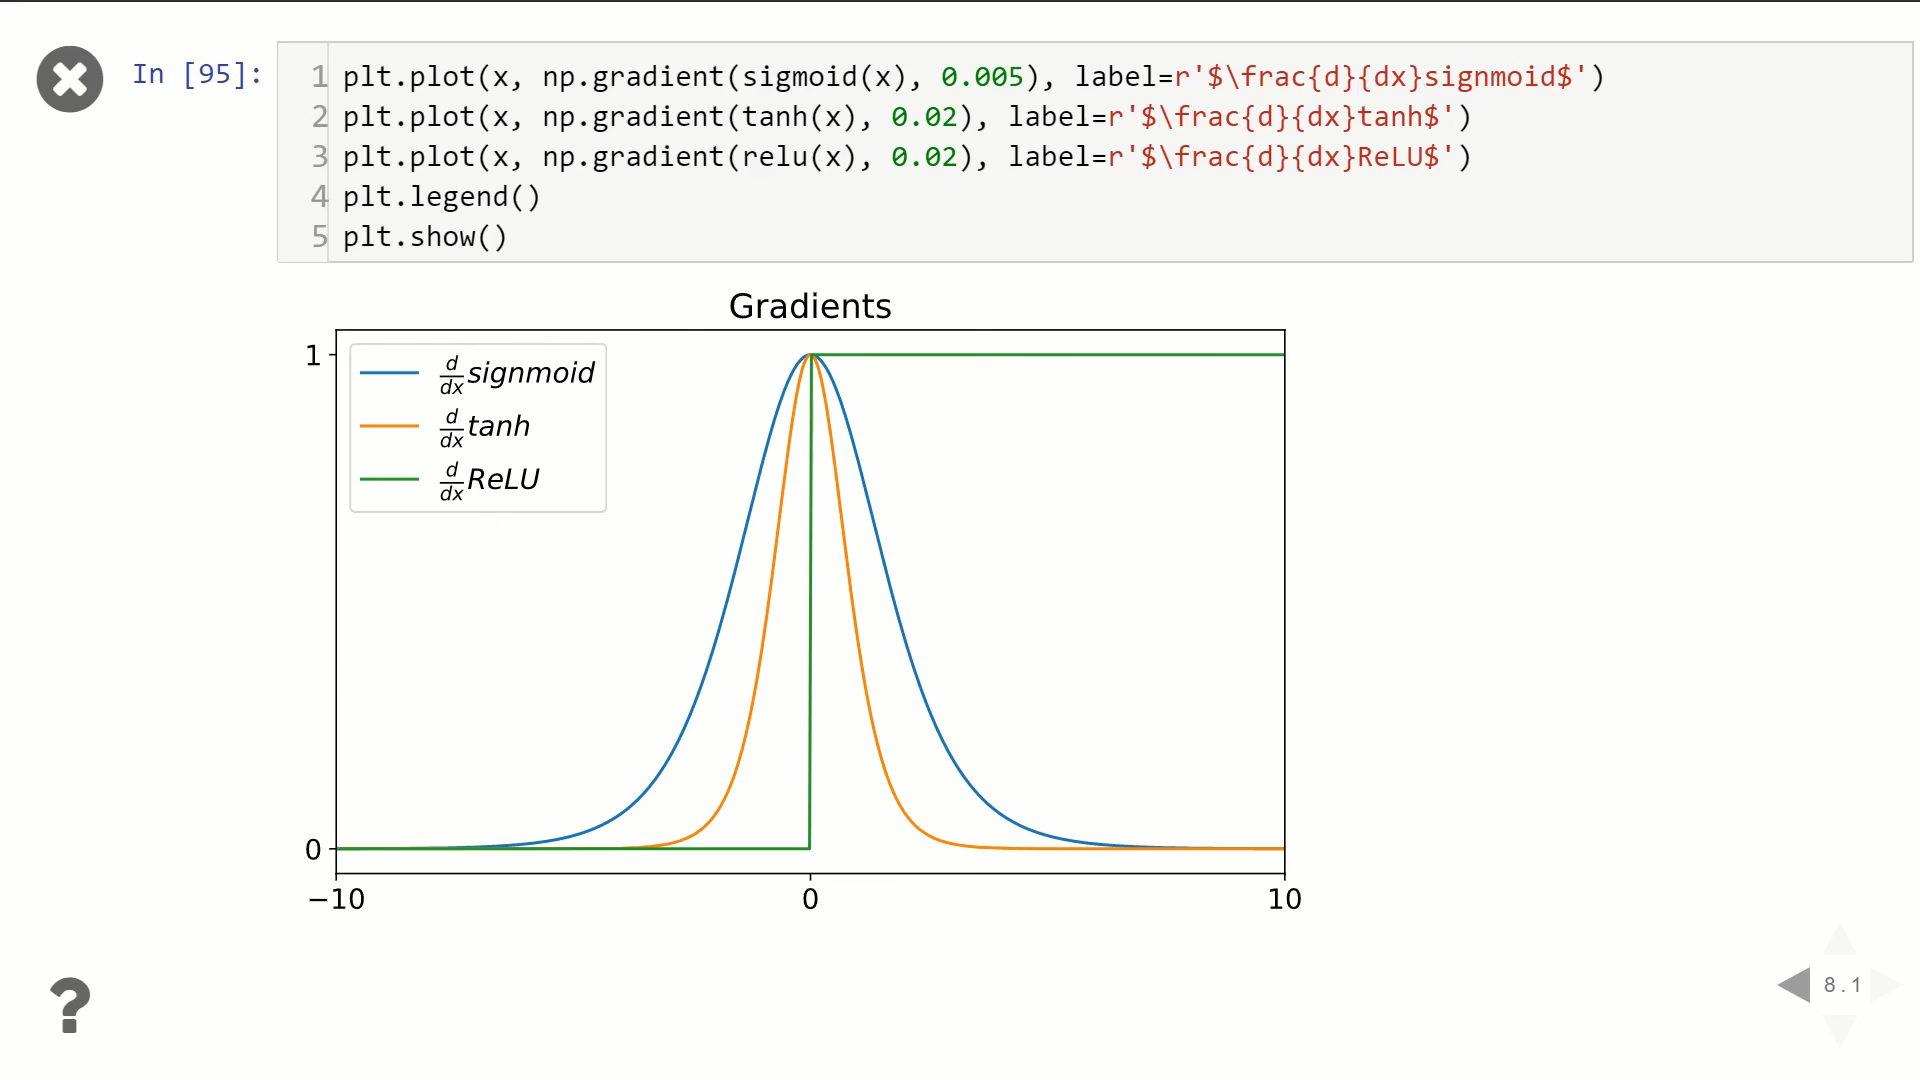 In [95]:
1 plt.plot(x, np.gradient(sigmoid(x), 0.005), label=r'$\frac{d}{dx}signmoid$')
2 plt.plot(x, np.gradient(tanh(x), 0.02), label=r'$\frac{d}{dx}tanh$')
3 plt.plot(x, np.gradient(relu(x), 0.02), label=r'$\frac{d}{dx}ReLU$')
4 plt.legend()
5 plt.show()
Gradients
d/dx signmoid
d/dx tanh
d/dx ReLU
1
0
−10 0 10
?
8.1